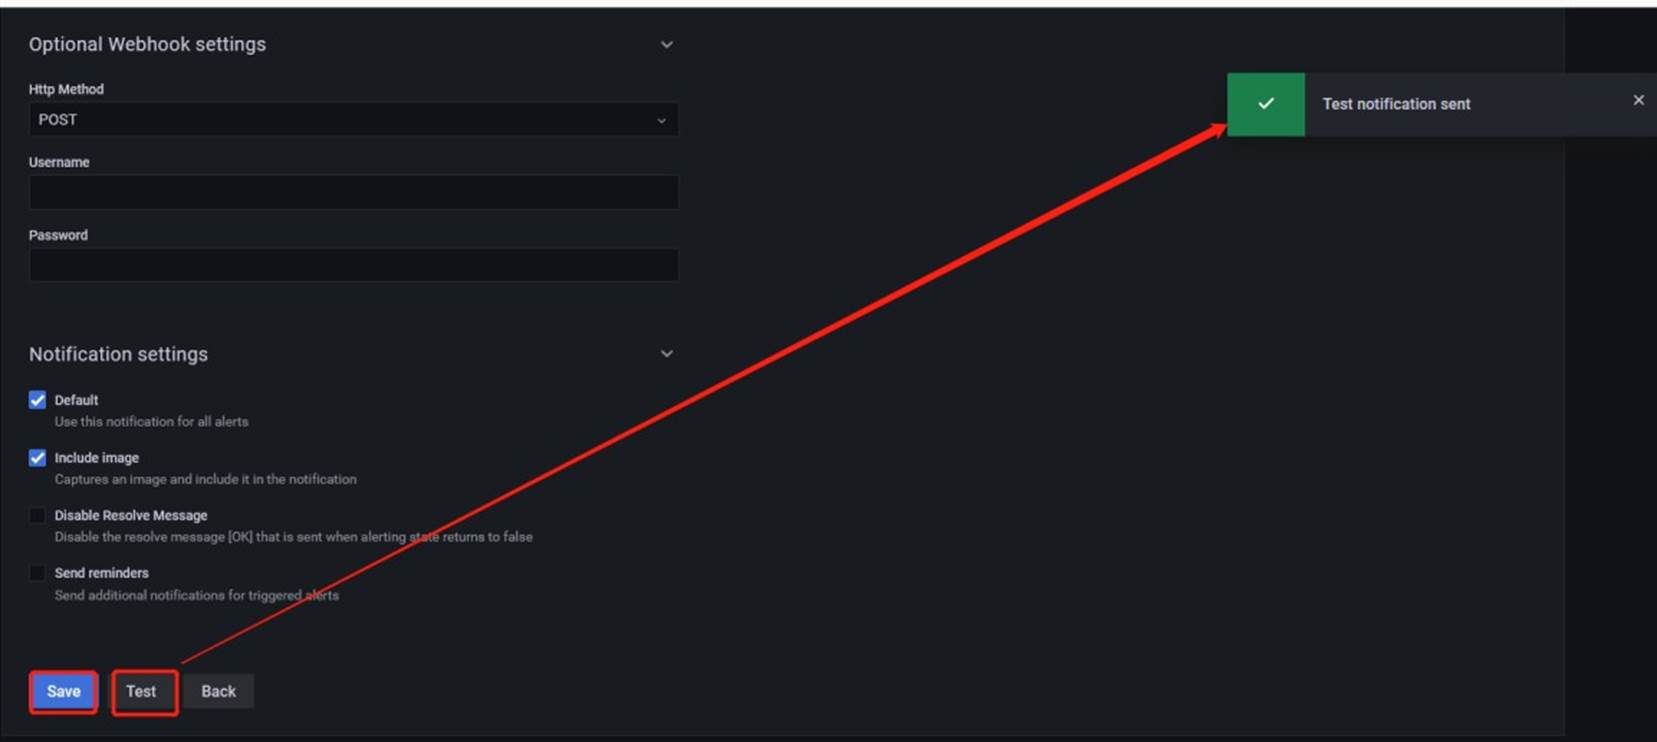 Optional Webhook settings
Http Method
POST
Test notification sent
Username
Password
Notification settings
Default
Use this notification for all alerts
Include image
Captures an image and include it in the notification
Disable Resolve Message
Disable the resolve message [OK] that is sent when alerting state returns to false
Send reminders
Send additional notifications for triggered alerts
Save
Test
Back